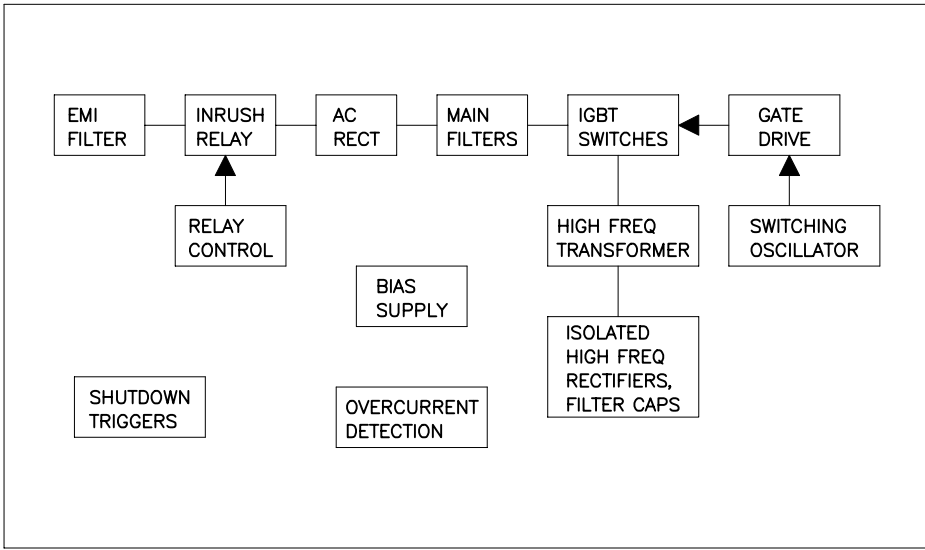 EMI
FILTER
INRUSH
RELAY
AC
RECT
MAIN
FILTERS
IGBT
SWITCHES
GATE
DRIVE
RELAY
CONTROL
HIGH FREQ
TRANSFORMER
SWITCHING
OSCILLATOR
BIAS
SUPPLY
ISOLATED
HIGH FREQ
RECTIFIERS,
FILTER CAPS
SHUTDOWN
TRIGGERS
OVERCURRENT
DETECTION